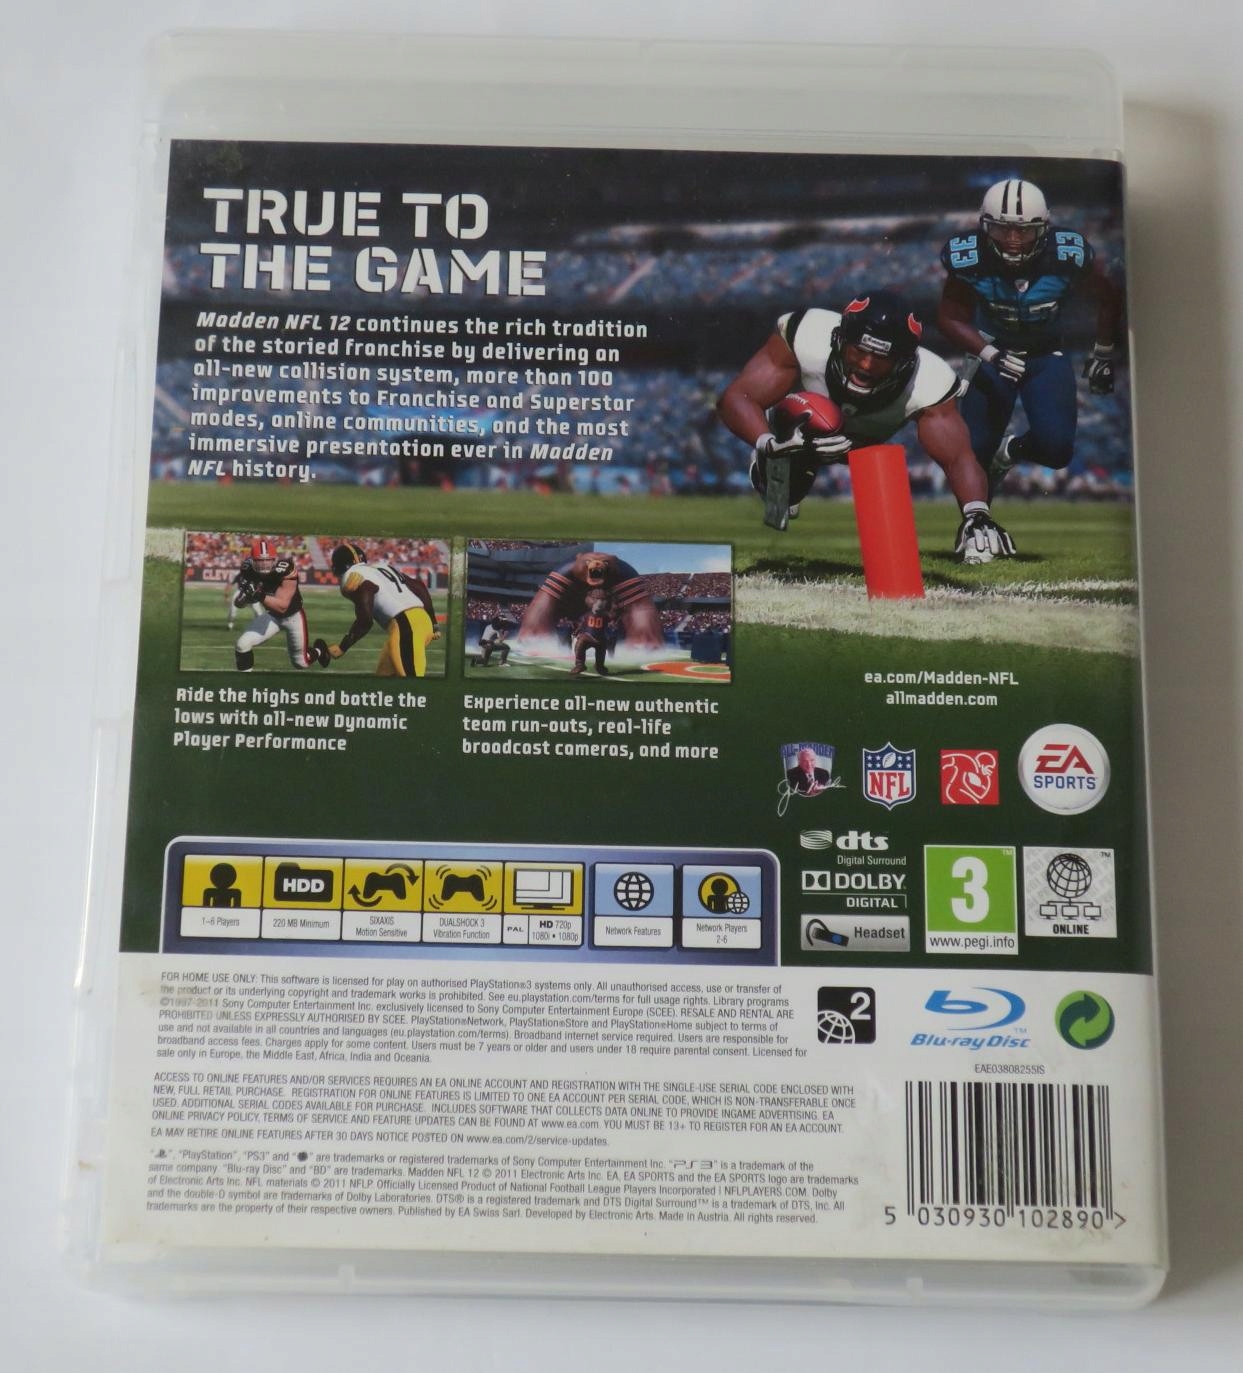 TRUE TO
THE GAME
Madden NFL 12 continues the rich tradition
of the storied franchise by delivering an
all-new collision system, more than 100
improvements to Franchise and Superstar
modes, online communities, and the most
immersive presentation ever in Madden
NFL history.
33
33
Ride the highs and battle the
lows with all-new Dynamic
Player Performance
Experience all-new authentic
team run-outs, real-life
broadcast cameras, and more
ea.com/Madden-NFL
allmadden.com
ALL-MADDEN
John Madden
NFL
EA
SPORTS
HDD
1-6 Players
220 MB Minimum
SIXAXIS
Motion Sensitive
DUALSHOCK 3
Vibration Function
PAL
HD 720p
1080i • 1080p
Network Features
Network Players
2-6
dts
Digital Surround
DOLBY
DIGITAL
Headset
3
™
www.pegi.info
™
ONLINE
FOR HOME USE ONLY: This software is licensed for play on authorised PlayStation®3 systems only. All unauthorised access, use or transfer of
the product or its underlying copyright and trademark works is prohibited. See eu.playstation.com/terms for full usage rights. Library programs
©1997-2011 Sony Computer Entertainment Inc. exclusively licensed to Sony Computer Entertainment Europe (SCEE). RESALE AND RENTAL ARE
PROHIBITED UNLESS EXPRESSLY AUTHORISED BY SCEE. PlayStation®Network, PlayStation®Store and PlayStation®Home subject to terms of
use and not available in all countries and languages (eu.playstation.com/terms). Broadband internet service required. Users are responsible for
broadband access fees. Charges apply for some content. Users must be 7 years or older and users under 18 require parental consent. Licensed for
sale only in Europe, the Middle East, Africa, India and Oceania.
2
Blu-ray Disc
™
EAE03808255IS
ACCESS TO ONLINE FEATURES AND/OR SERVICES REQUIRES AN EA ONLINE ACCOUNT AND REGISTRATION WITH THE SINGLE-USE SERIAL CODE ENCLOSED WITH
NEW, FULL RETAIL PURCHASE. REGISTRATION FOR ONLINE FEATURES IS LIMITED TO ONE EA ACCOUNT PER SERIAL CODE, WHICH IS NON-TRANSFERABLE ONCE
USED. ADDITIONAL SERIAL CODES AVAILABLE FOR PURCHASE. INCLUDES SOFTWARE THAT COLLECTS DATA ONLINE TO PROVIDE INGAME ADVERTISING. EA
ONLINE PRIVACY POLICY, TERMS OF SERVICE AND FEATURE UPDATES CAN BE FOUND AT www.ea.com. YOU MUST BE 13+ TO REGISTER FOR AN EA ACCOUNT.
EA MAY RETIRE ONLINE FEATURES AFTER 30 DAYS NOTICE POSTED ON www.ea.com/2/service-updates.
"", "PlayStation", "PS3" and "" are trademarks or registered trademarks of Sony Computer Entertainment Inc. "PS3" is a trademark of the
same company. "Blu-ray Disc" and "BD" are trademarks. Madden NFL 12 © 2011 Electronic Arts Inc. EA, EA SPORTS and the EA SPORTS logo are trademarks
of Electronic Arts Inc. NFL materials © 2011 NFLP. Officially Licensed Product of National Football League Players Incorporated | NFLPLAYERS.COM. Dolby
and the double-D symbol are trademarks of Dolby Laboratories. DTS® is a registered trademark and DTS Digital Surround™ is a trademark of DTS, Inc. All
trademarks are the property of their respective owners. Published by EA Swiss Sarl. Developed by Electronic Arts. Made in Austria. All rights reserved.
5 030930 102890 >